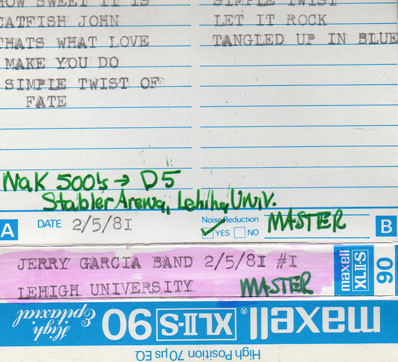 HOW SWEET IT IS
CATFISH JOHN
THATS WHAT LOVE
MAKE YOU DO
SIMPLE TWIST OF
FATE
SIMPLE TWIST
LET IT ROCK
TANGLED UP IN BLUE
Nak 500's → D5
Stabler Arena, Lehigh Univ.
A DATE 2/5/81 Noise Reduction ✓ YES NO MASTER B
JERRY GARCIA BAND 2/5/81 #1
LEHIGH UNIVERSITY MASTER
maxell XLII-S 90
High Epitaxial XLII-S 90 maxell
High Position 70 µs EQ.